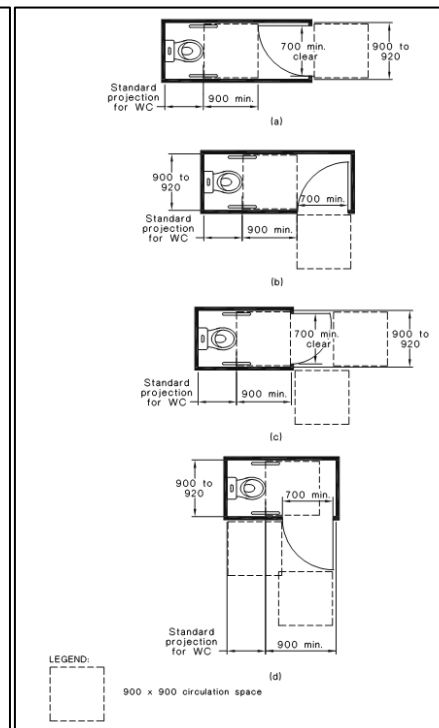 700 min.
clear
900 to
920
Standard
projection
for WC
900 min.
(a)
900 to
920
700 min.
Standard
projection
for WC
900 min.
(b)
700 min.
clear
900 to
920
Standard
projection
for WC
900 min.
(c)
900 to
920
700 min.
Standard
projection
for WC
900 min.
(d)
LEGEND:
900 x 900 circulation space